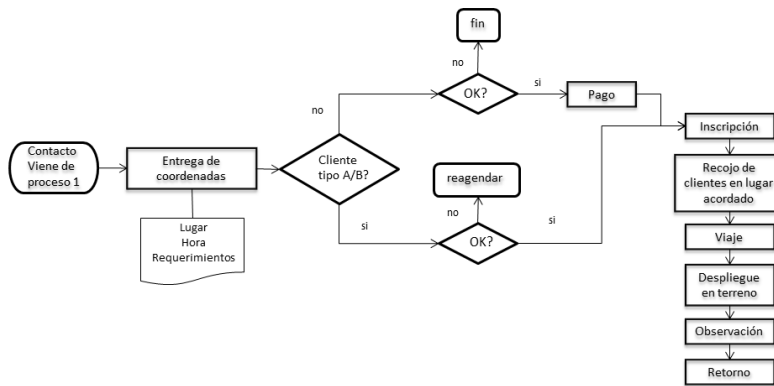 fin
no
OK?
si
Pago
no
Contacto
Viene de
proceso 1
Entrega de
coordenadas
Cliente
tipo A/B?
Inscripción
reagendar
Recojo de
clientes en lugar
acordado
Lugar
Hora
Requerimientos
si
no
OK?
si
Viaje
Despliegue
en terreno
Observación
Retorno